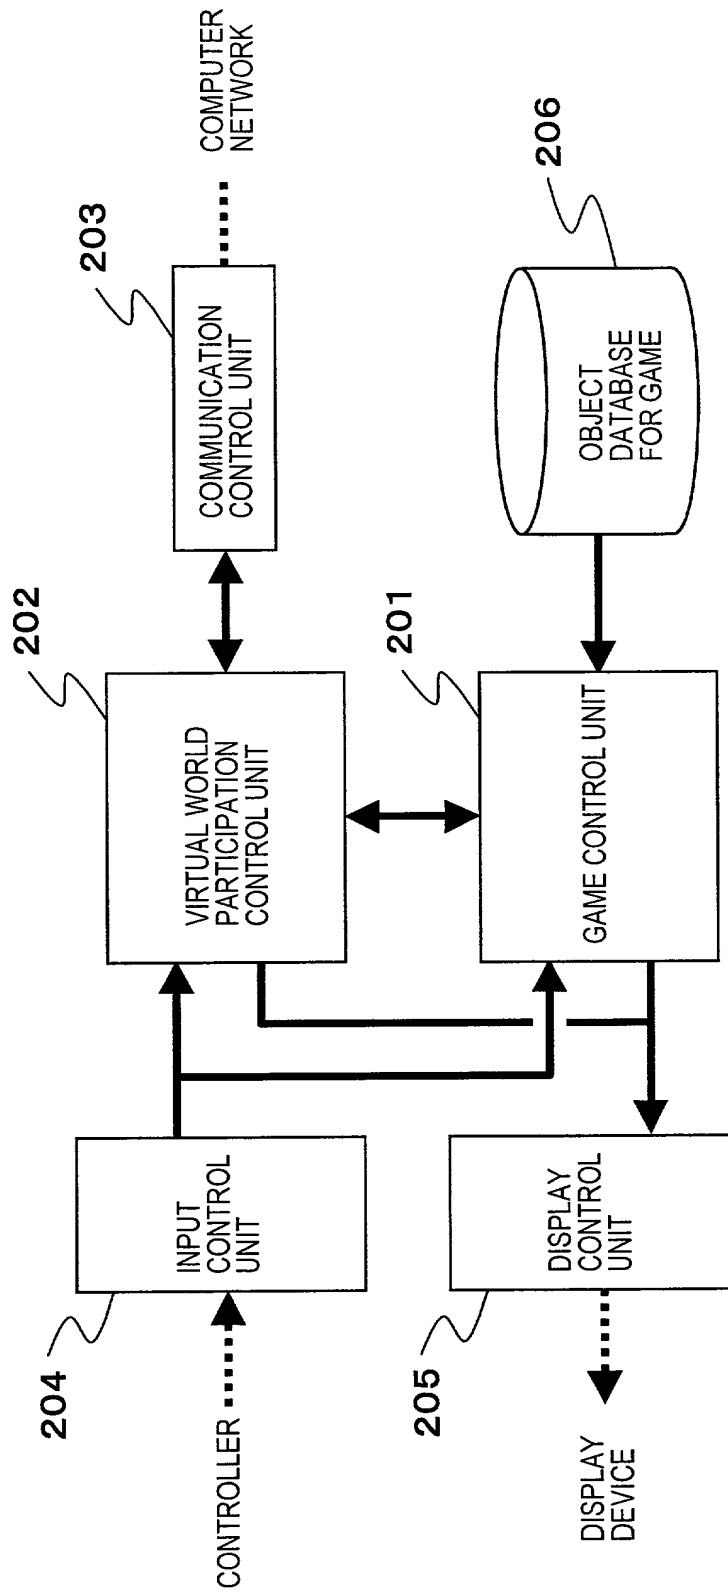 204
202
203
CONTROLLER
INPUT
CONTROL
UNIT
VIRTUAL WORLD
PARTICIPATION
CONTROL UNIT
COMMUNICATION
CONTROL UNIT
COMPUTER
NETWORK
205
201
206
DISPLAY
DEVICE
DISPLAY
CONTROL
UNIT
GAME CONTROL UNIT
OBJECT
DATABASE
FOR GAME